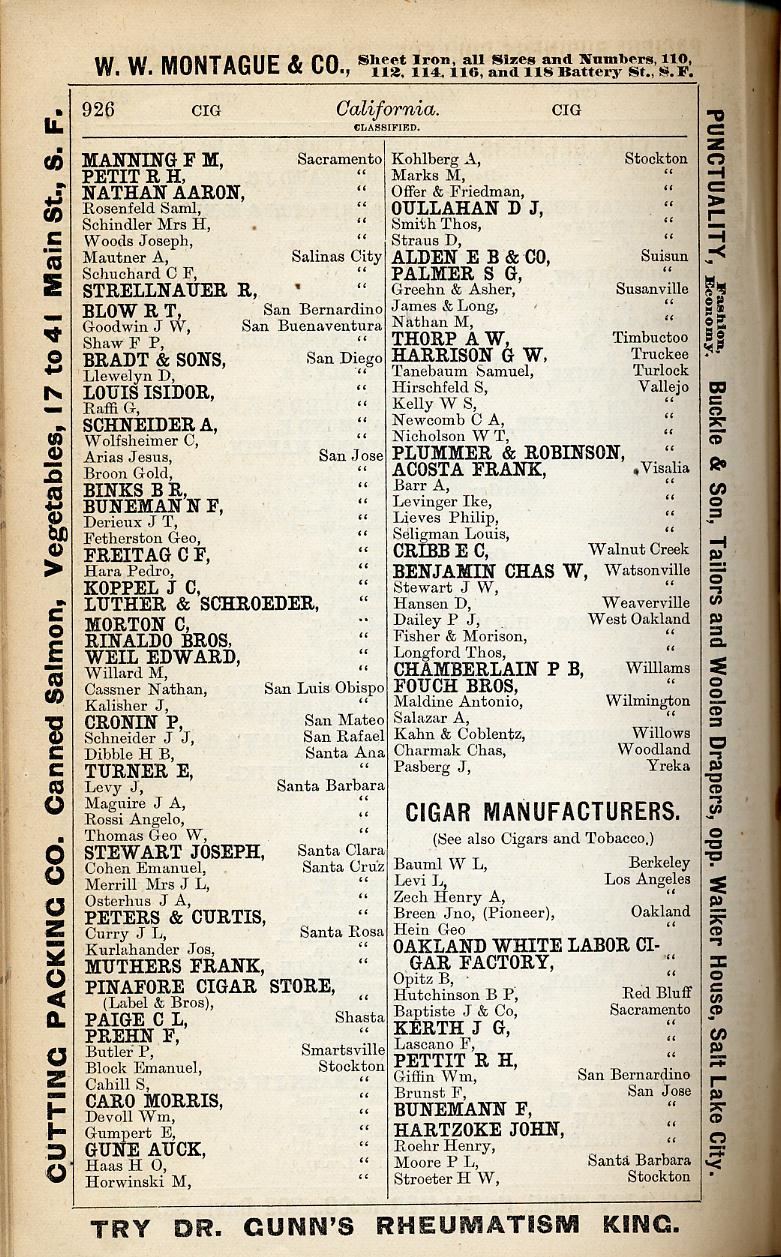 W. W. MONTAGUE & CO., Sheet Iron, all Sizes and Numbers, 110,
112, 114, 116, and 118 Battery St., S. F.
926 CIG California. CIG
CLASSIFIED.
MANNING F M, Sacramento
PETIT R H, “
NATHAN AARON, “
Rosenfeld Saml, “
Schindler Mrs H, “
Woods Joseph, “
Mautner A, Salinas City
Schuchard C F, “
STRELLNAUER R, “
BLOW R T, San Bernardino
Goodwin J W, San Buenaventura
Shaw F P, “
BRADT & SONS, San Diego
Llewelyn D, “
LOUIS ISIDOR, “
Raffi G, “
SCHNEIDER A, “
Wolfsheimer C, “
Arias Jesus, San Jose
Broon Gold, “
BINKS B R, “
BUNEMANN F, “
Derieux J T, “
Fetherston Geo, “
FREITAG C F, “
Hara Pedro, “
KOPPEL J C, “
LUTHER & SCHROEDER, “
MORTON C, “
RINALDO BROS, “
WEIL EDWARD, “
Willard M, “
Cassner Nathan, San Luis Obispo
Kalisher J, “
CRONIN P, San Mateo
Schneider J J, San Rafael
Dibble H B, Santa Ana
TURNER E, “
Levy J, Santa Barbara
Maguire J A, “
Rossi Angelo, “
Thomas Geo W, “
STEWART JOSEPH, Santa Clara
Cohen Emanuel, Santa Cruz
Merrill Mrs J L, “
Osterhus J A, “
PETERS & CURTIS, “
Curry J L, Santa Rosa
Kurlahander Jos, “
MUTHERS FRANK, “
PINAFORE CIGAR STORE,
(Label & Bros), “
PAIGE C L, Shasta
PREHN F, “
Butler P, Smartsville
Block Emanuel, Stockton
Cahill S, “
CARO MORRIS, “
Devoll Wm, “
Gumpert E, “
GUNE AUCK, “
Haas H O, “
Horwinski M, “
Kohlberg A, Stockton
Marks M, “
Offer & Friedman, “
OULLAHAN D J, “
Smith Thos, “
Straus D, “
ALDEN E B & CO, Suisun
PALMER S G, “
Greehn & Asher, Susanville
James & Long, “
Nathan M, “
THORP A W, Timbuctoo
HARRISON G W, Truckee
Tanebaum Samuel, Turlock
Hirschfeld S, Vallejo
Kelly W S, “
Newcomb C A, “
Nicholson W T, “
PLUMMER & ROBINSON, “
ACOSTA FRANK, Visalia
Barr A, “
Levinger Ike, “
Lieves Philip, “
Seligman Louis, “
CRIBB E C, Walnut Creek
BENJAMIN CHAS W, Watsonville
Stewart J W, “
Hansen D, Weaverville
Dailey P J, West Oakland
Fisher & Morison, “
Longford Thos, “
CHAMBERLAIN P B, Willlams
FOUCH BROS, “
Maldine Antonio, Wilmington
Salazar A, “
Kahn & Coblentz, Willows
Charmak Chas, Woodland
Pasberg J, Yreka
CIGAR MANUFACTURERS.
(See also Cigars and Tobacco,)
Bauml W L, Berkeley
Levi L, Los Angeles
Zech Henry A, “
Breen Jno, (Pioneer), Oakland
Hein Geo “
OAKLAND WHITE LABOR CI-
GAR FACTORY, “
Opitz B, “
Hutchinson B P, Red Bluff
Baptiste J & Co, Sacramento
KERTH J G, “
Lascano F, “
PETTIT R H, “
Giffin Wm, San Bernardino
Brunst F, San Jose
BUNEMANN F, “
HARTZOKE JOHN, “
Roehr Henry, “
Moore P L, Santa Barbara
Stroeter H W, Stockton
CUTTING PACKING CO. Canned Salmon, Vegetables, 17 to 41 Main St., S. F.
PUNCTUALITY, Fashion, Economy. Buckle & Son, Tailors and Woolen Drapers, opp. Walker House, Salt Lake City.
TRY DR. GUNN'S RHEUMATISM KING.